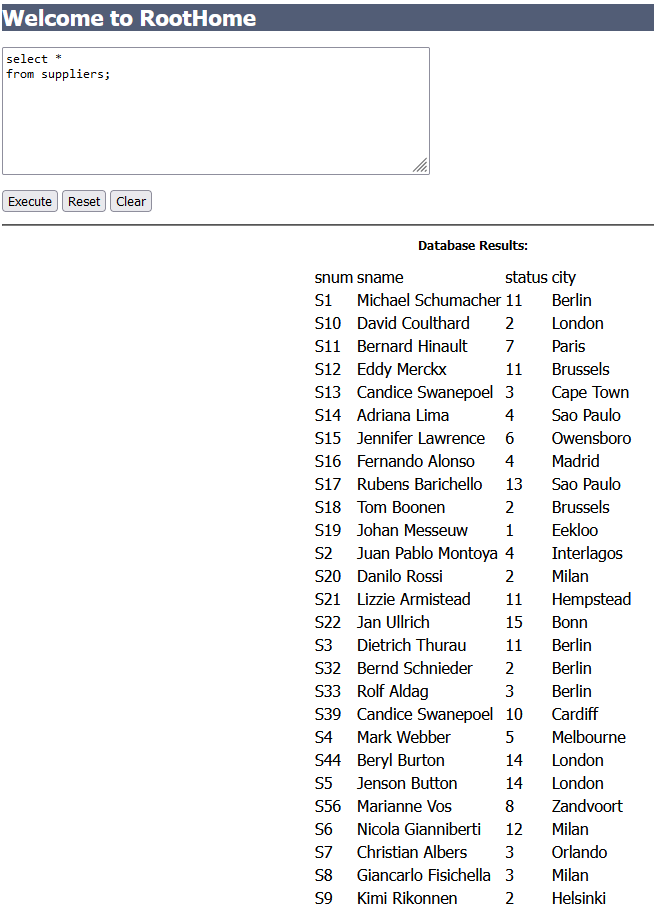 Welcome to RootHome
select *
from suppliers;
Execute Reset Clear
Database Results:
snum sname status city
S1 Michael Schumacher 11 Berlin
S10 David Coulthard 2 London
S11 Bernard Hinault 7 Paris
S12 Eddy Merckx 11 Brussels
S13 Candice Swanepoel 3 Cape Town
S14 Adriana Lima 4 Sao Paulo
S15 Jennifer Lawrence 6 Owensboro
S16 Fernando Alonso 4 Madrid
S17 Rubens Barichello 13 Sao Paulo
S18 Tom Boonen 2 Brussels
S19 Johan Messeuw 1 Eekloo
S2 Juan Pablo Montoya 4 Interlagos
S20 Danilo Rossi 2 Milan
S21 Lizzie Armistead 11 Hempstead
S22 Jan Ullrich 15 Bonn
S3 Dietrich Thurau 11 Berlin
S32 Bernd Schnieder 2 Berlin
S33 Rolf Aldag 3 Berlin
S39 Candice Swanepoel 10 Cardiff
S4 Mark Webber 5 Melbourne
S44 Beryl Burton 14 London
S5 Jenson Button 14 London
S56 Marianne Vos 8 Zandvoort
S6 Nicola Gianniberti 12 Milan
S7 Christian Albers 3 Orlando
S8 Giancarlo Fisichella 3 Milan
S9 Kimi Rikonnen 2 Helsinki